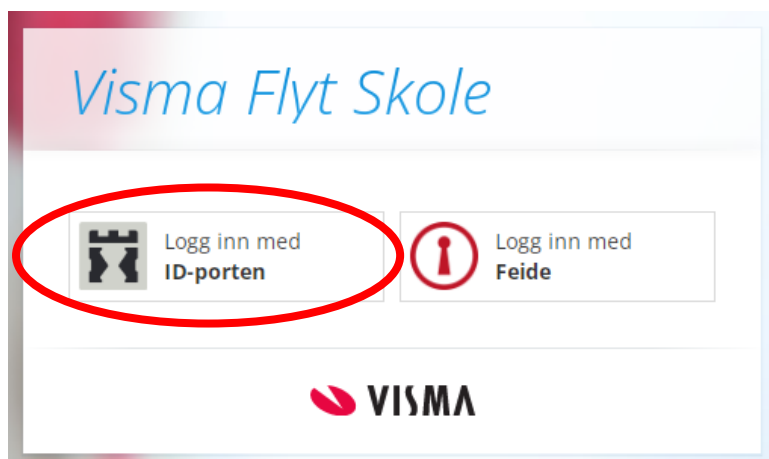 Visma Flyt Skole
Logg inn med
ID-porten
Logg inn med
Feide
VISMA